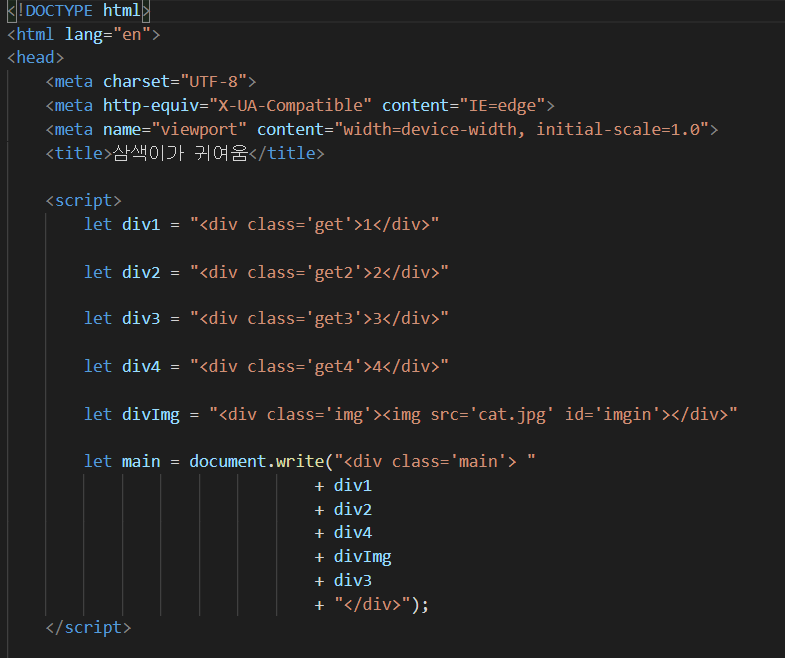 <!DOCTYPE html>
<html lang="en">
<head>
    <meta charset="UTF-8">
    <meta http-equiv="X-UA-Compatible" content="IE=edge">
    <meta name="viewport" content="width=device-width, initial-scale=1.0">
    <title>삼색이가 귀여움</title>

    <script>
        let div1 = "<div class='get'>1</div>"

        let div2 = "<div class='get2'>2</div>"

        let div3 = "<div class='get3'>3</div>"

        let div4 = "<div class='get4'>4</div>"

        let divImg = "<div class='img'><img src='cat.jpg' id='imgin'></div>"

        let main = document.write("<div class='main'> "
                                + div1
                                + div2
                                + div4
                                + divImg
                                + div3
                                + "</div>");
    </script>